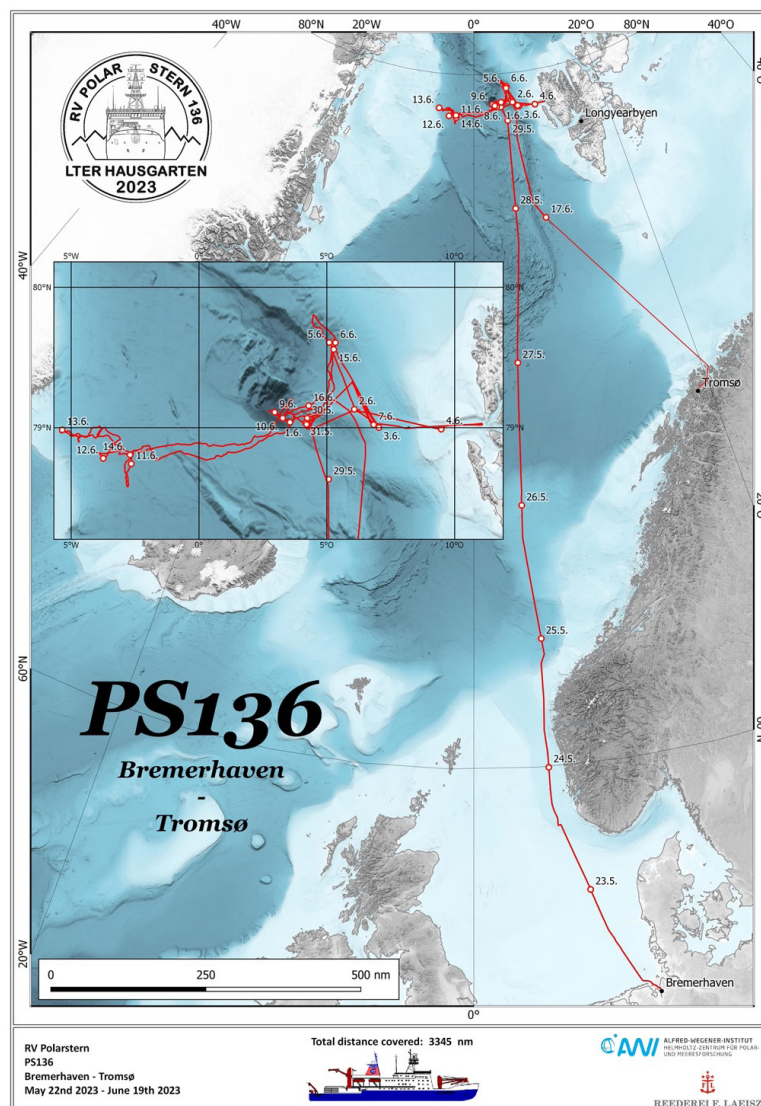 40°W
80°N
20°W
0°
20°E
80°N
40°E
RV POLARSTERN 136
LTER HAUSGARTEN
2023
5.6.
6.6.
13.6.
9.6.
11.6.
2.6.
4.6.
12.6.
14.6.
8.6.
1.6.
3.6.
29.5.
Longyearbyen
28.5.
17.6.
40°W
5°W
0°
5°E
10°E
80°N
80°N
5.6.
6.6.
15.6.
27.5.
Tromsø
9.6.
16.6.
2.6.
30.5.
7.6.
4.6.
13.6.
79°N
10.6.
1.6.
31.5.
3.6.
79°N
12.6.
14.6.
11.6.
29.5.
26.5.
5°W
0°
5°E
10°E
25.5.
60°N
PS136
Bremerhaven
-
Tromsø
24.5.
23.5.
20°W
0
250
500 nm
Bremerhaven
0°
RV Polarstern
PS136
Bremerhaven - Tromsø
May 22nd 2023 - June 19th 2023
Total distance covered: 3345 nm
AWI
ALFRED-WEGENER-INSTITUT
HELMHOLTZ-ZENTRUM FÜR POLAR-
UND MEERESFORSCHUNG
REEDEREI F. LAEISZ